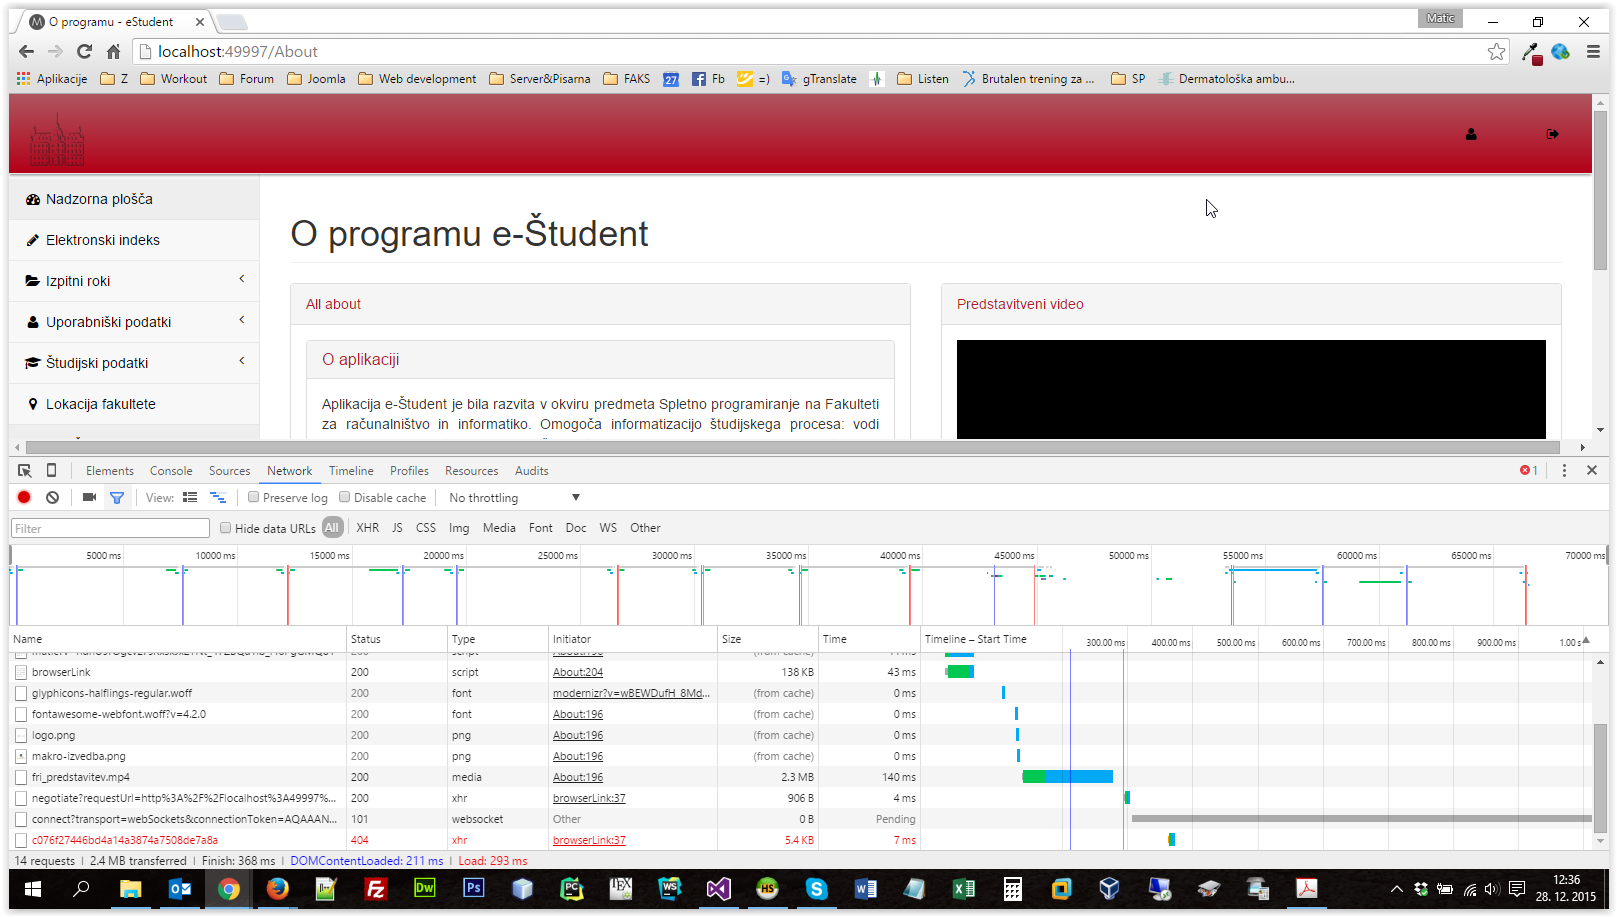 O programu - eStudent
Matic
localhost:49997/About
Aplikacije Z Workout Forum Joomla Web development Server&Pisarna FAKS 27 Fb =) gTranslate Listen Brutalen trening za ... SP Dermatološka ambu...
Nadzorna plošča
Elektronski indeks
Izpitni roki
Uporabniški podatki
Študijski podatki
Lokacija fakultete
O programu e-Študent
All about
O aplikaciji
Aplikacija e-Študent je bila razvita v okviru predmeta Spletno programiranje na Fakulteti
za računalništvo in informatiko. Omogoča informatizacijo študijskega procesa: vodi
Predstavitveni video
Elements Console Sources Network Timeline Profiles Resources Audits 1
View: Preserve log Disable cache No throttling
Filter Hide data URLs All XHR JS CSS Img Media Font Doc WS Other
5000 ms 10000 ms 15000 ms 20000 ms 25000 ms 30000 ms 35000 ms 40000 ms 45000 ms 50000 ms 55000 ms 60000 ms 65000 ms 70000 ms
Name Status Type Initiator Size Time Timeline – Start Time 300.00 ms 400.00 ms 500.00 ms 600.00 ms 700.00 ms 800.00 ms 900.00 ms 1.00 s
browserLink 200 script About:204 138 KB 43 ms
glyphicons-halflings-regular.woff 200 font modernizr?v=wBEWDufH_8Md... (from cache) 0 ms
fontawesome-webfont.woff?v=4.2.0 200 font About:196 (from cache) 0 ms
logo.png 200 png About:196 (from cache) 0 ms
makro-izvedba.png 200 png About:196 (from cache) 0 ms
fri_predstavitev.mp4 200 media About:196 2.3 MB 140 ms
negotiate?requestUrl=http%3A%2F%2Flocalhost%3A49997%... 200 xhr browserLink:37 906 B 4 ms
connect?transport=webSockets&connectionToken=AQAAAN... 101 websocket Other 0 B Pending
c076f27446bd4a14a3874a7508de7a8a 404 xhr browserLink:37 5.4 KB 7 ms
14 requests | 2.4 MB transferred | Finish: 368 ms | DOMContentLoaded: 211 ms | Load: 293 ms
12:36
28. 12. 2015